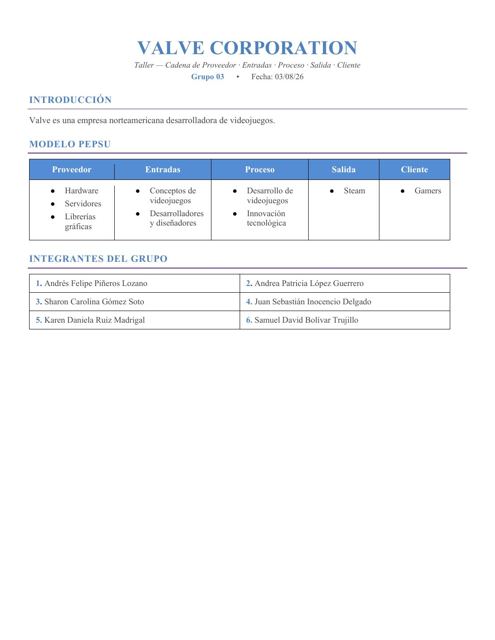 VALVE CORPORATION
Taller — Cadena de Proveedor · Entradas · Proceso · Salida · Cliente
Grupo 03 • Fecha: 03/08/26
INTRODUCCIÓN
Valve es una empresa norteamericana desarrolladora de videojuegos.
MODELO PEPSU
Proveedor Entradas Proceso Salida Cliente
● Hardware
● Servidores
● Librerías
gráficas
● Conceptos de
videojuegos
● Desarrolladores
y diseñadores
● Desarrollo de
videojuegos
● Innovación
tecnológica
● Steam
● Gamers
INTEGRANTES DEL GRUPO
1. Andrés Felipe Piñeros Lozano
2. Andrea Patricia López Guerrero
3. Sharon Carolina Gómez Soto
4. Juan Sebastián Inocencio Delgado
5. Karen Daniela Ruiz Madrigal
6. Samuel David Bolívar Trujillo